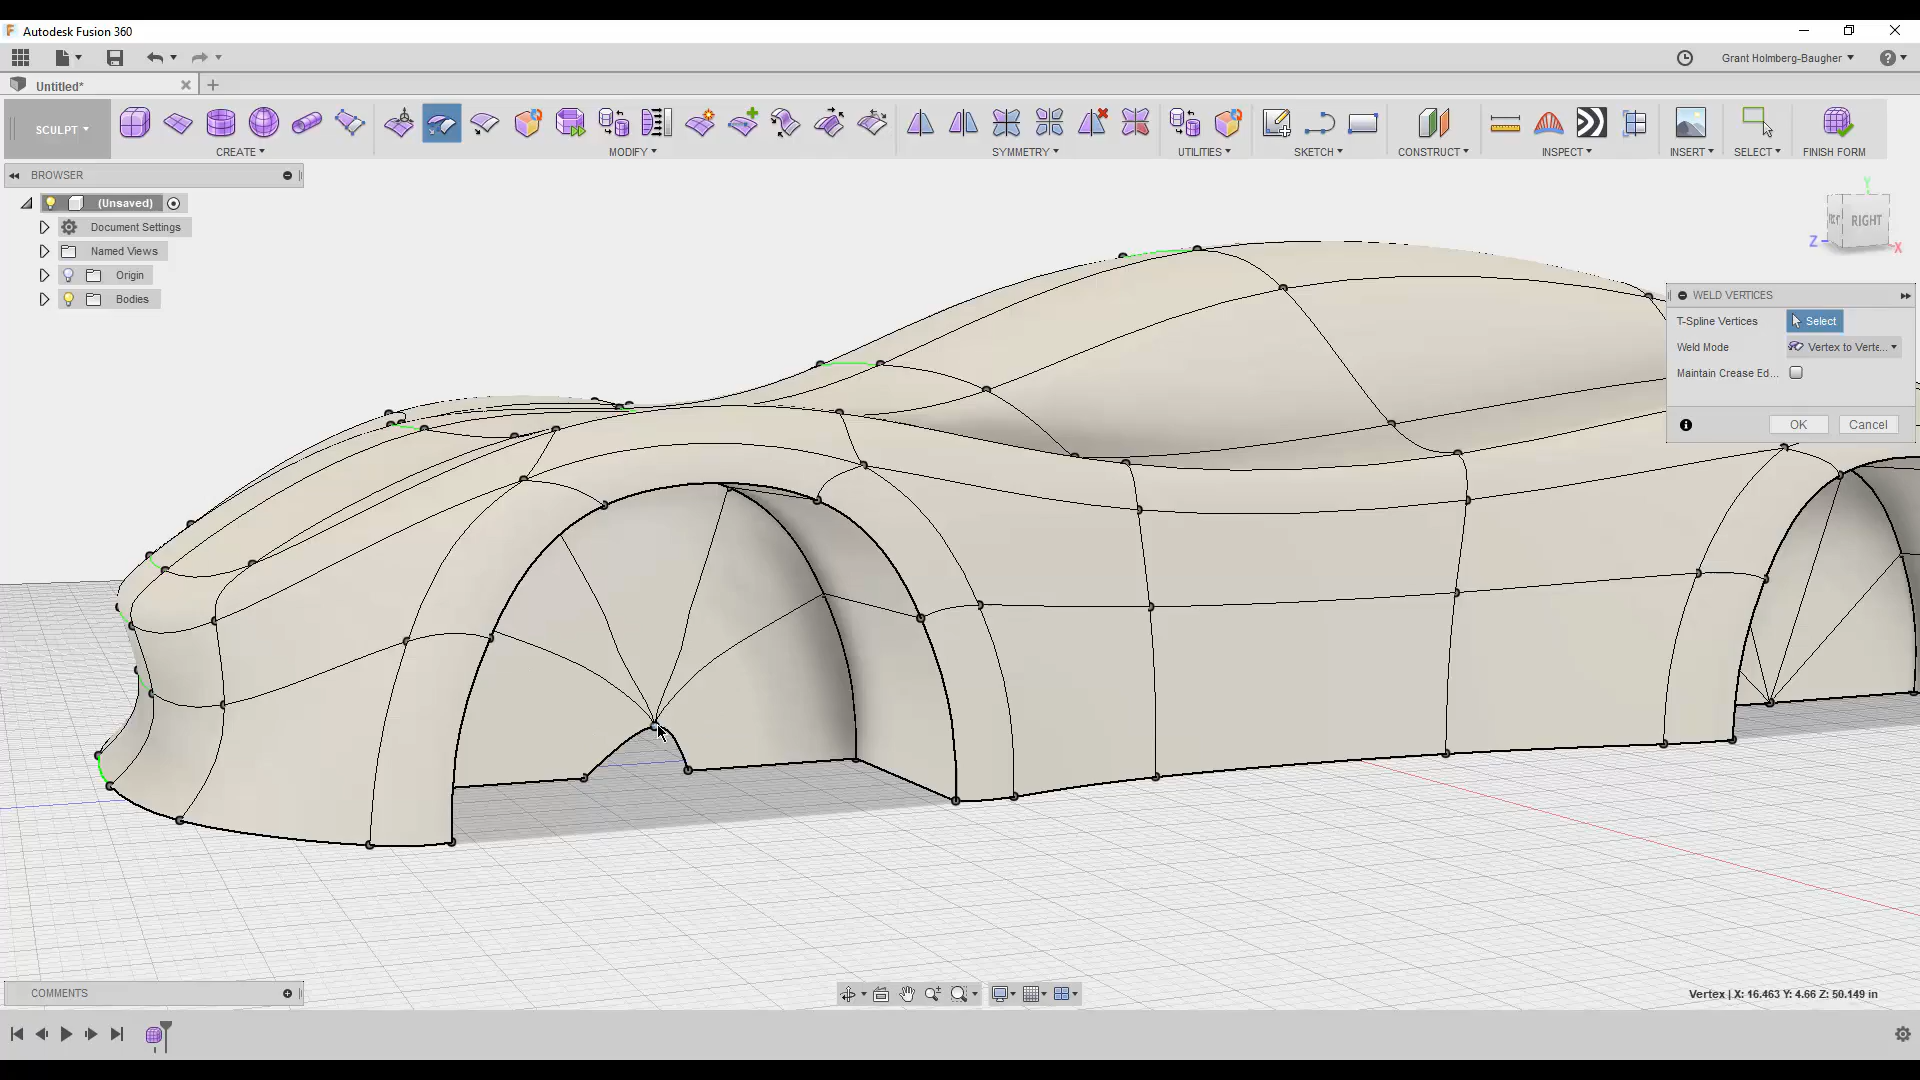 Autodesk Fusion 360
Grant Holmberg-Baugher
Untitled*
SCULPT
CREATE
MODIFY
SYMMETRY
UTILITIES
SKETCH
CONSTRUCT
INSPECT
INSERT
SELECT
FINISH FORM
BROWSER
(Unsaved)
Document Settings
Named Views
Origin
Bodies
Y
RIGHT
Z
X
WELD VERTICES
T-Spline Vertices
Select
Weld Mode
Vertex to Verte...
Maintain Crease Ed...
OK
Cancel
COMMENTS
Vertex | X: 16.463 Y: 4.66 Z: 50.149 in